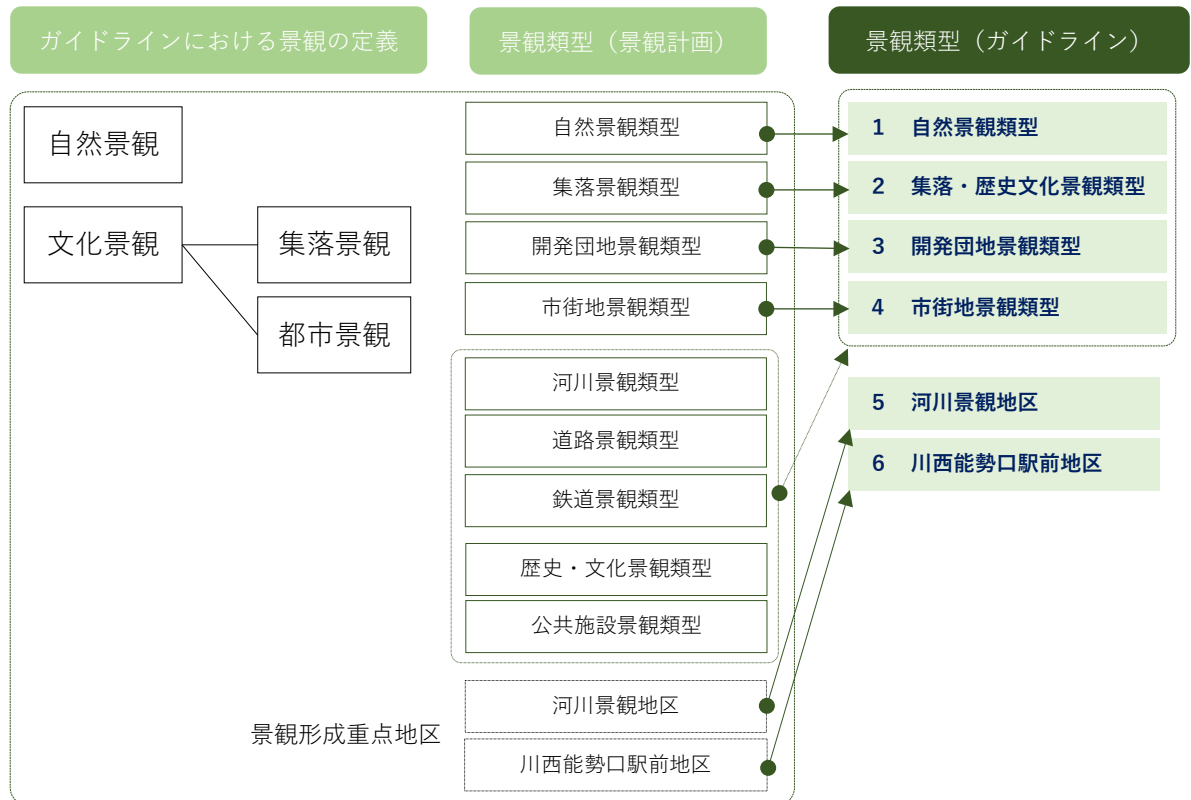 ガイドラインにおける景観の定義
景観類型（景観計画）
景観類型（ガイドライン）
自然景観
文化景観
集落景観
都市景観
自然景観類型
集落景観類型
開発団地景観類型
市街地景観類型
河川景観類型
道路景観類型
鉄道景観類型
歴史・文化景観類型
公共施設景観類型
景観形成重点地区
河川景観地区
川西能勢口駅前地区
1 自然景観類型
2 集落・歴史文化景観類型
3 開発団地景観類型
4 市街地景観類型
5 河川景観地区
6 川西能勢口駅前地区